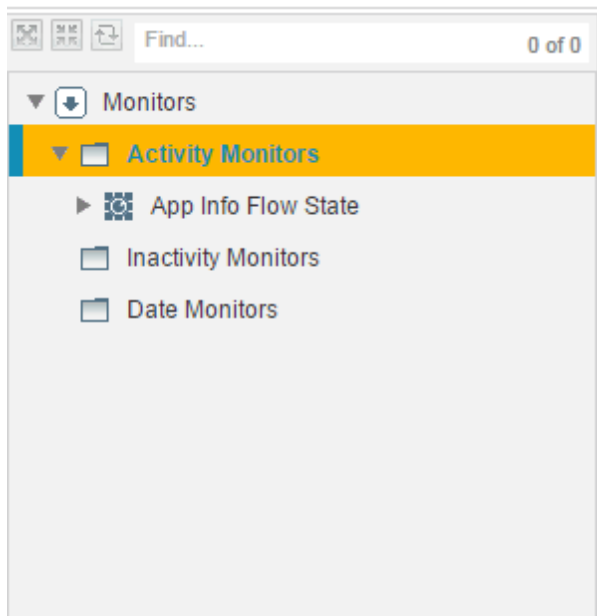 Find... 0 of 0
Monitors
Activity Monitors
App Info Flow State
Inactivity Monitors
Date Monitors